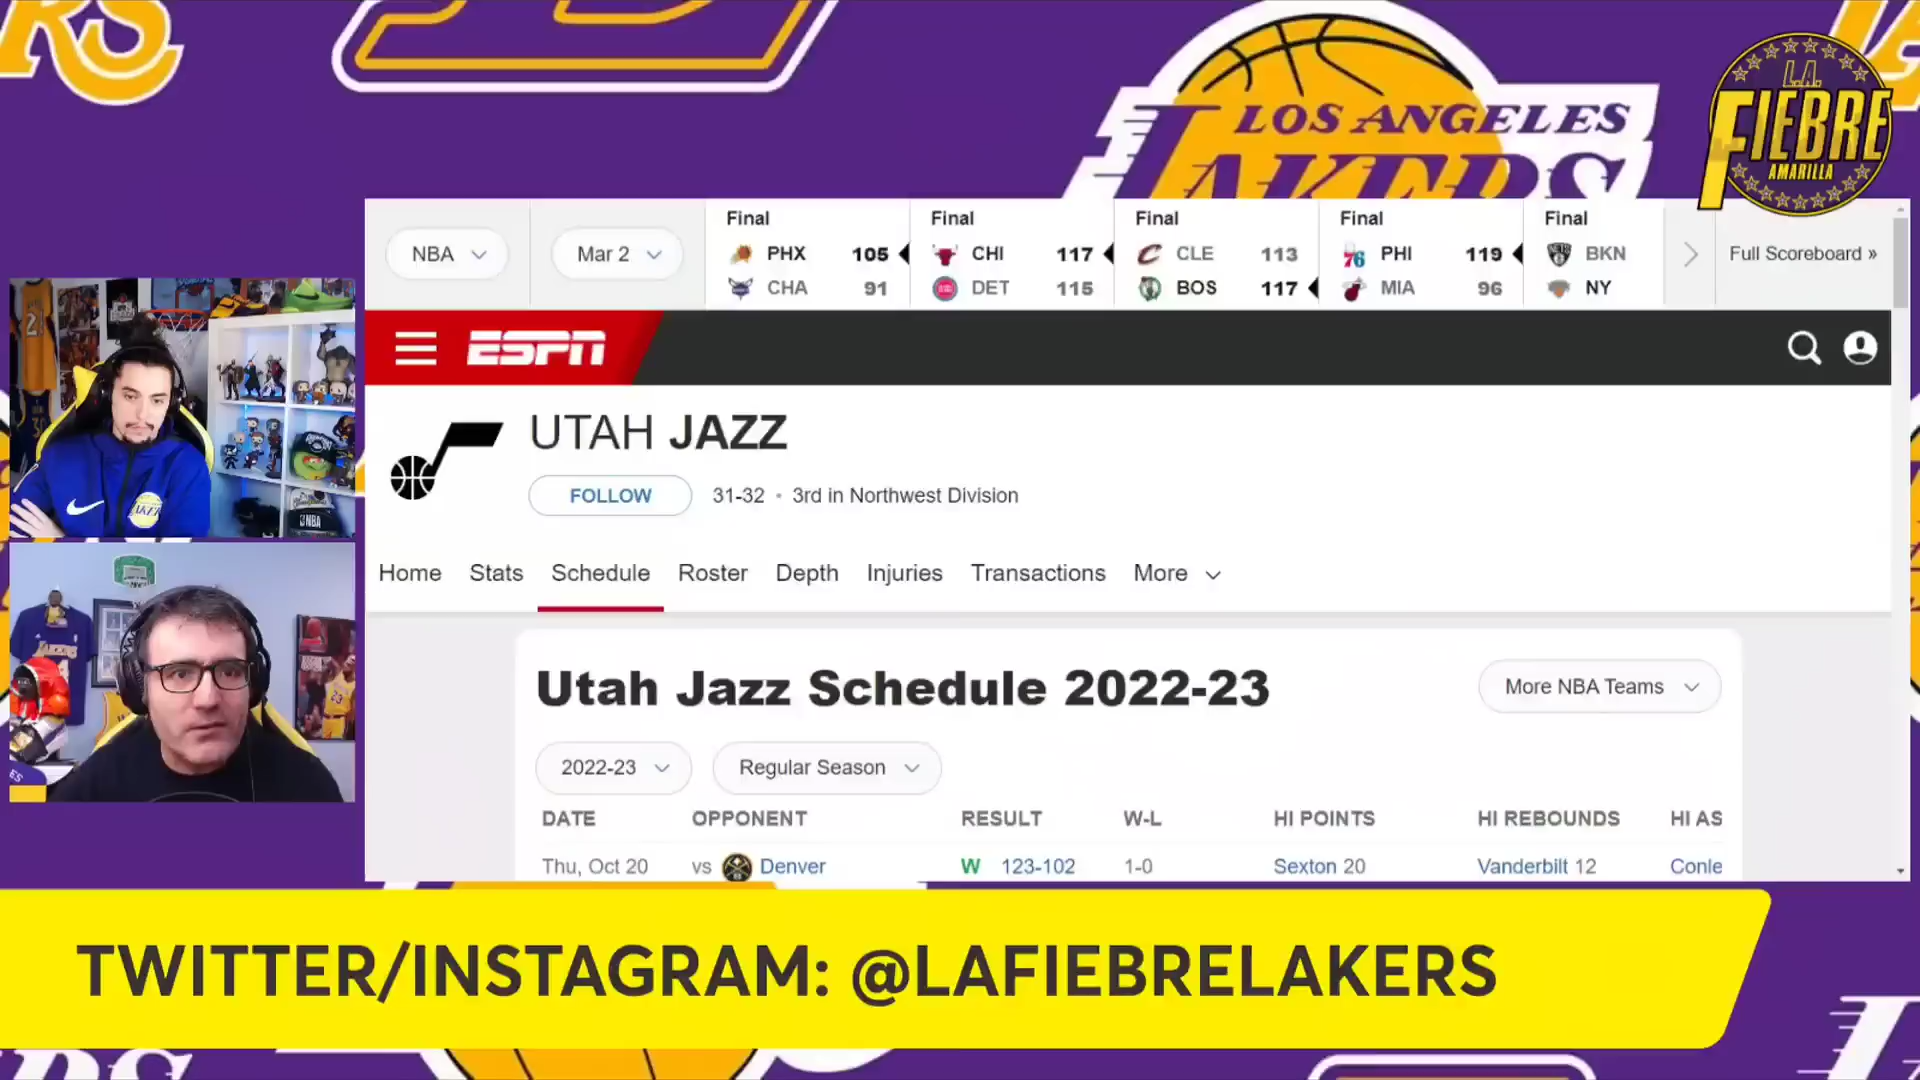 RS
LOS ANGELES
LAKERS
L.A.
FIEBRE
AMARILLA
NBA
Mar 2
Final
PHX 105
CHA 91
Final
CHI 117
DET 115
Final
CLE 113
BOS 117
Final
PHI 119
MIA 96
Final
BKN
NY
Full Scoreboard »
ESPN
UTAH JAZZ
FOLLOW
31-32 • 3rd in Northwest Division
Home Stats Schedule Roster Depth Injuries Transactions More
Utah Jazz Schedule 2022-23
More NBA Teams
2022-23
Regular Season
DATE OPPONENT RESULT W-L HI POINTS HI REBOUNDS HI AS
Thu, Oct 20 vs Denver W 123-102 1-0 Sexton 20 Vanderbilt 12 Conle
TWITTER/INSTAGRAM: @LAFIEBRELAKERS